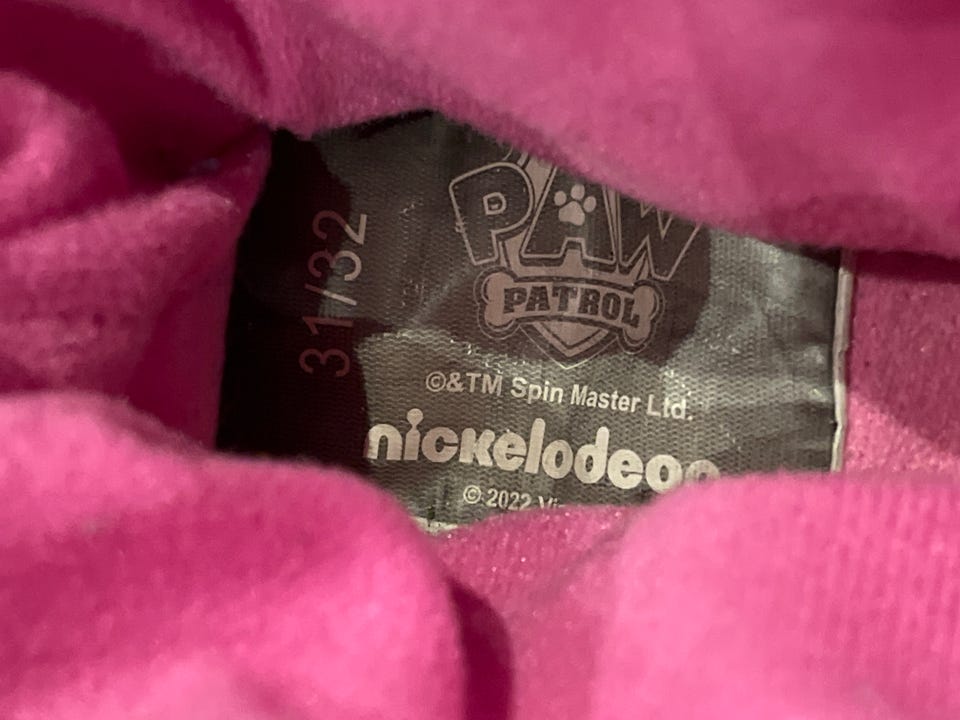 PAW
PATROL
©&TM Spin Master Ltd.
nickelodeon
© 2022
31/32